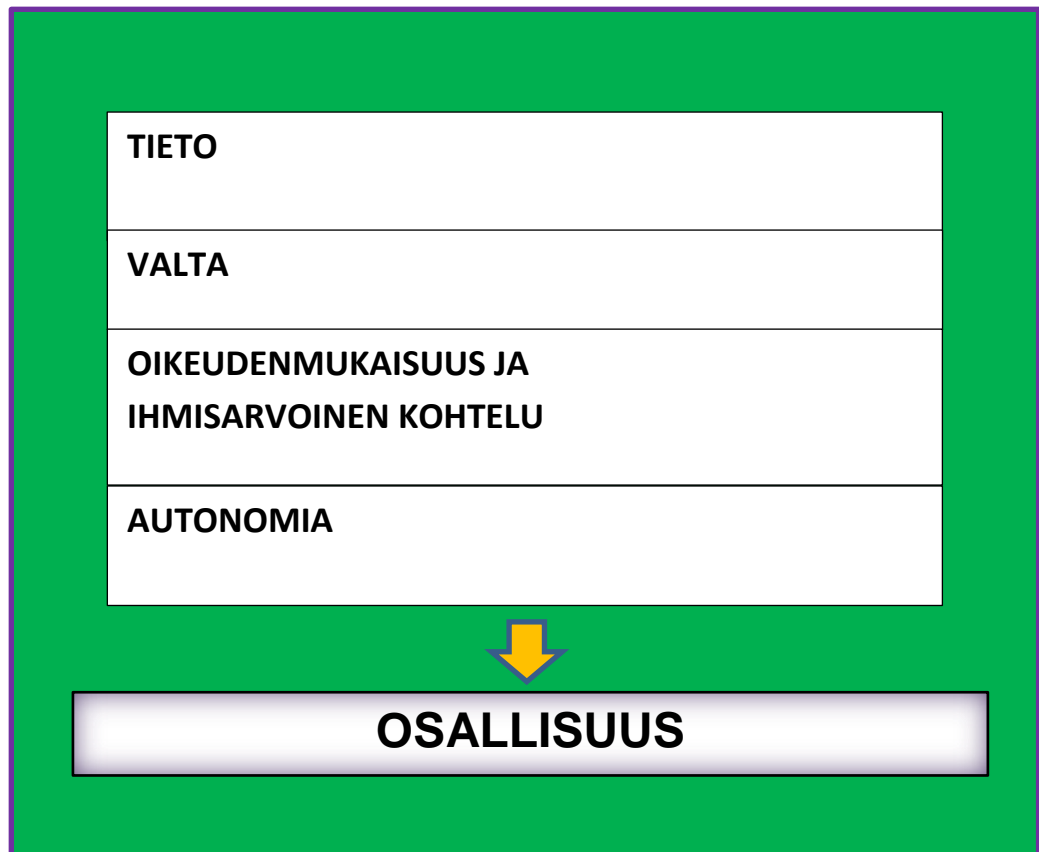 TIETO
VALTA
OIKEUDENMUKAISUUS JA
IHMISARVOINEN KOHTELU
AUTONOMIA
OSALLISUUS